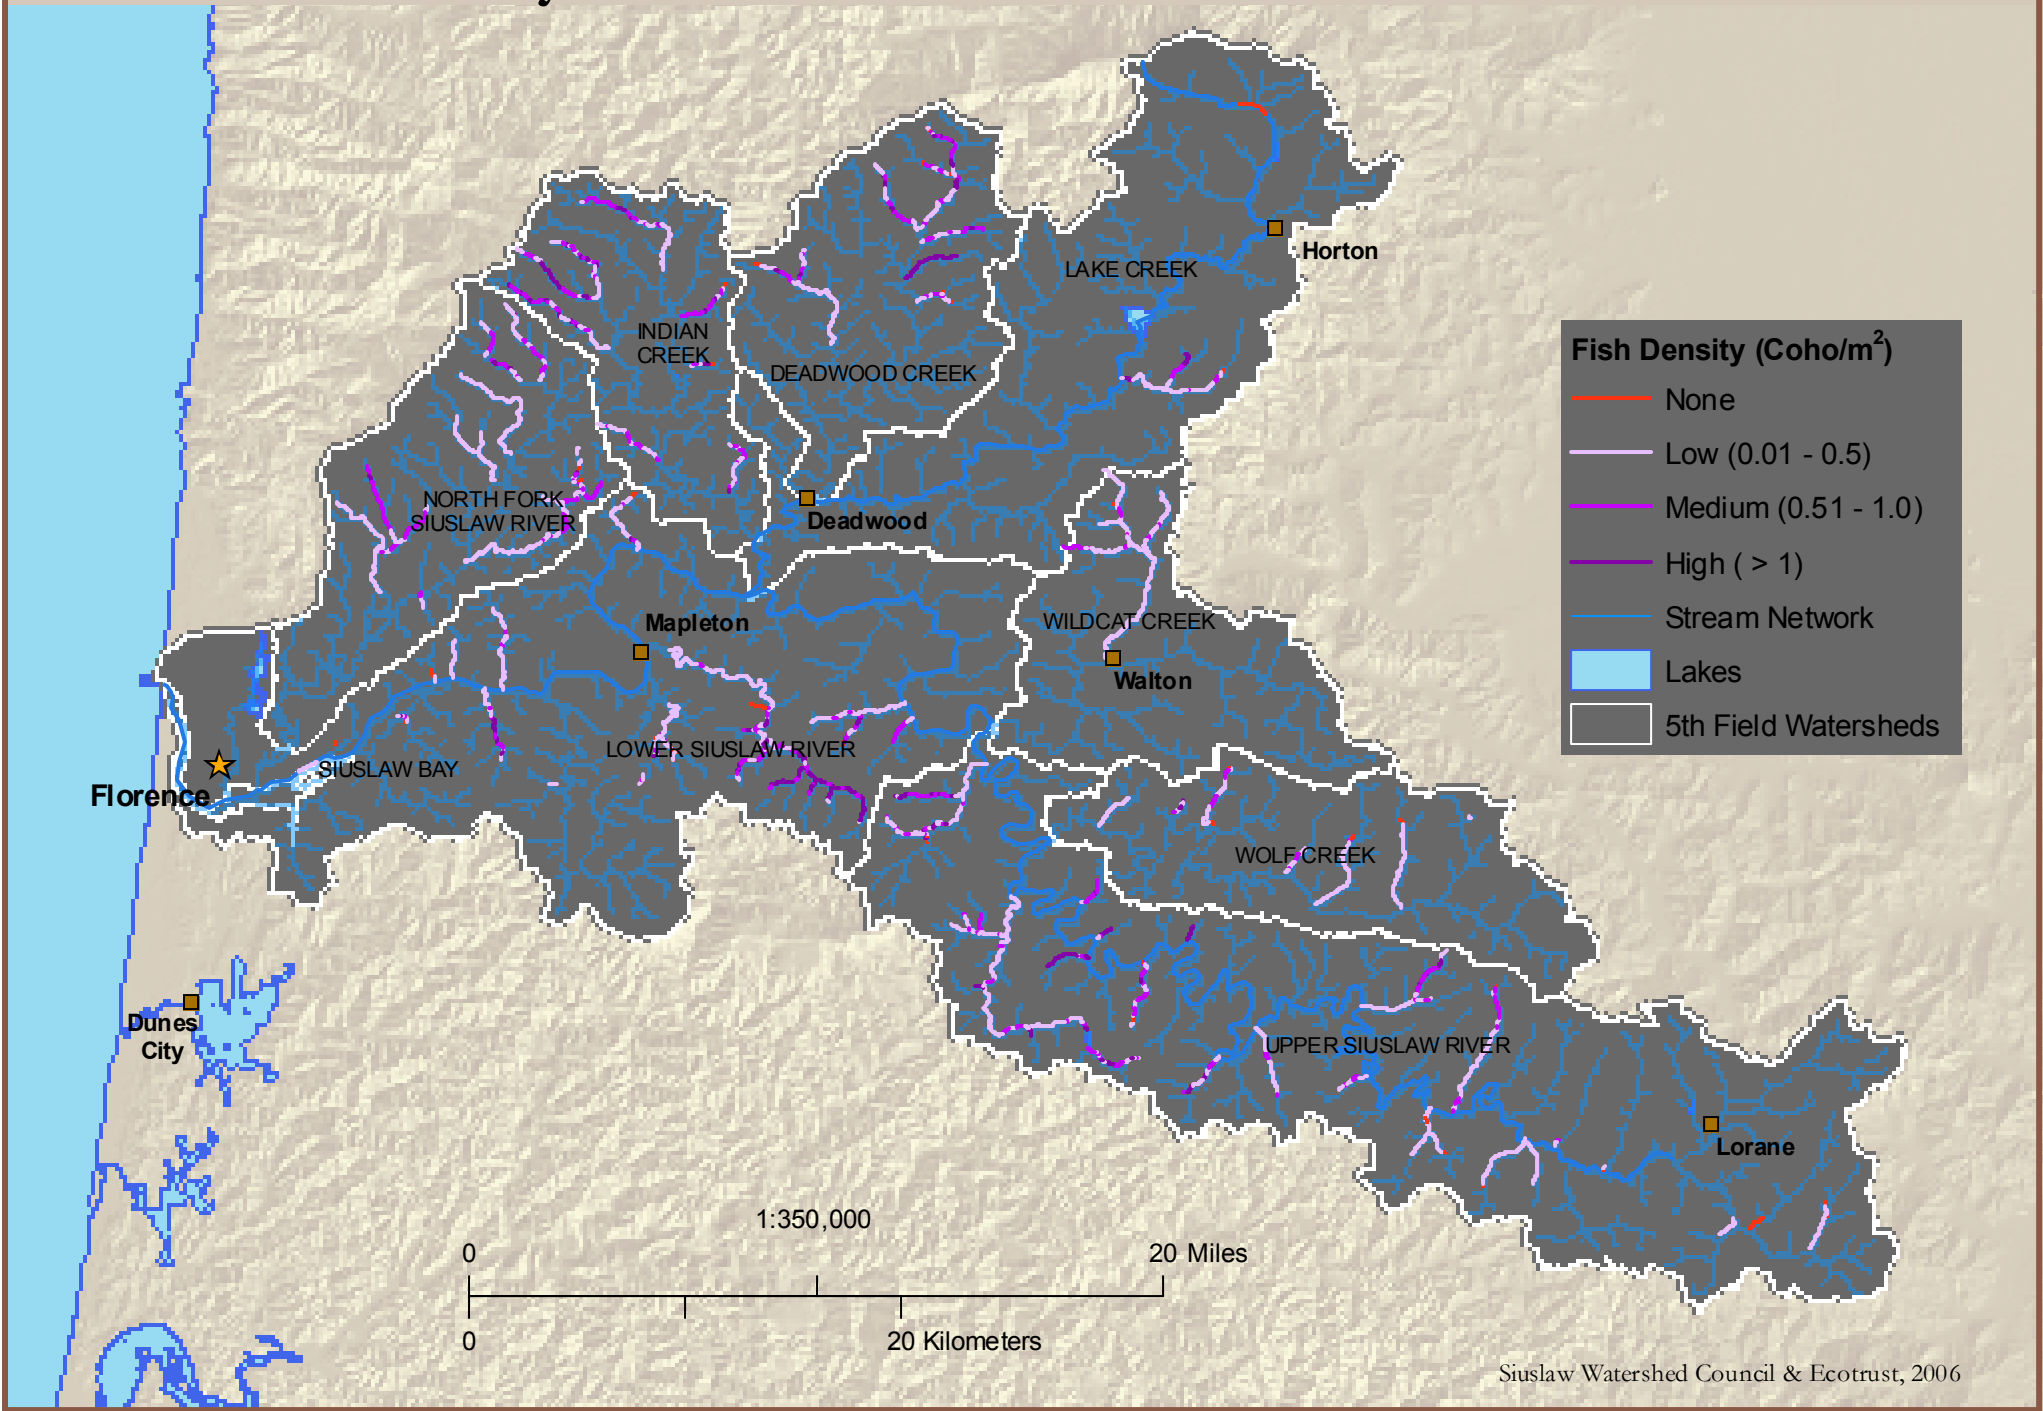 Horton
LAKE CREEK
INDIAN
CREEK
DEADWOOD CREEK
Fish Density (Coho/m²)
None
Low (0.01 - 0.5)
Medium (0.51 - 1.0)
High ( > 1)
Stream Network
Lakes
5th Field Watersheds
NORTH FORK
SIUSLAW RIVER
Deadwood
Mapleton
WILDCAT CREEK
Walton
LOWER SIUSLAW RIVER
SIUSLAW BAY
Florence
WOLF CREEK
Dunes
City
UPPER SIUSLAW RIVER
Lorane
1:350,000
0 20 Miles
0 20 Kilometers
Siuslaw Watershed Council & Ecotrust, 2006